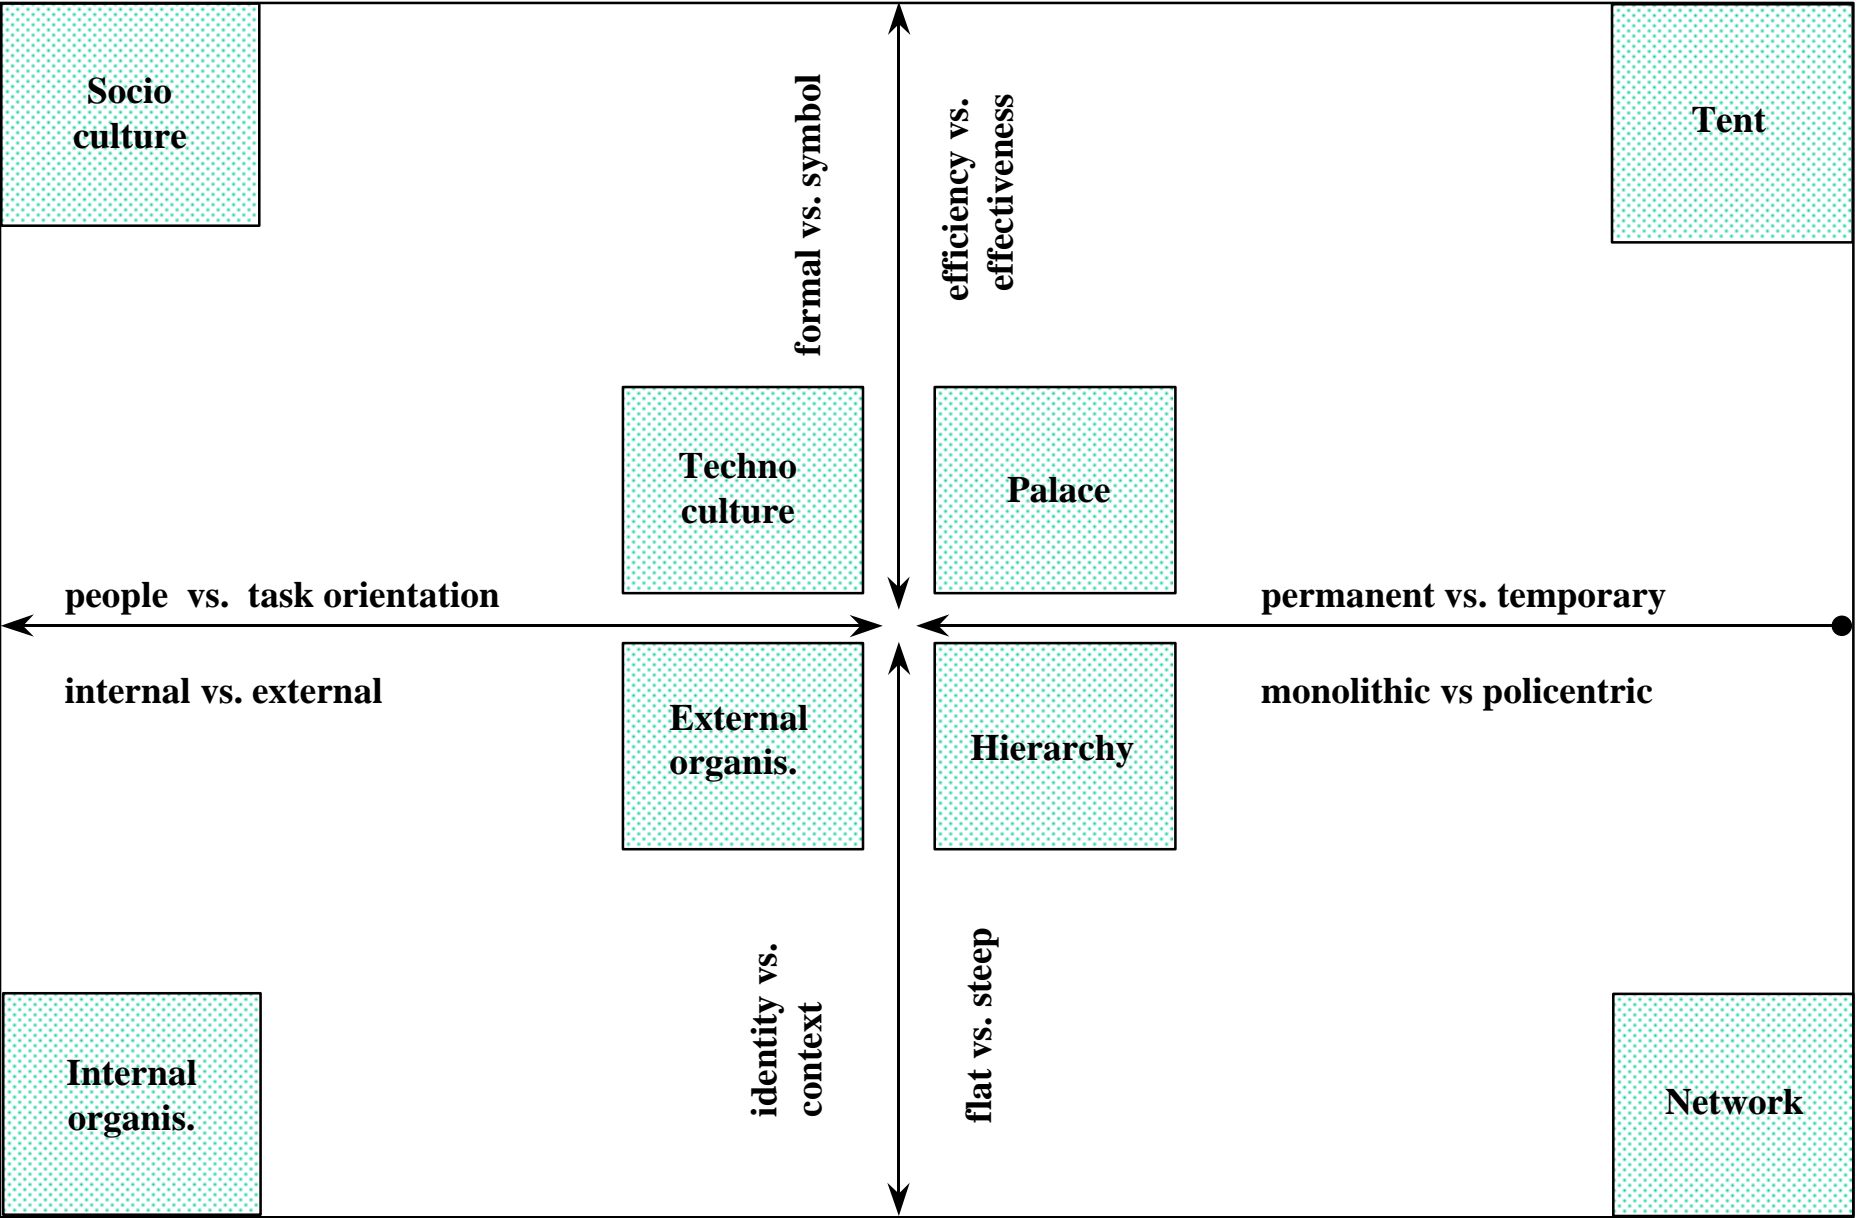 Socio
culture
formal vs. symbol
efficiency vs.
effectiveness
Tent
Techno
culture
Palace
people vs. task orientation
permanent vs. temporary
internal vs. external
monolithic vs policentric
External
organis.
Hierarchy
identity vs.
context
flat vs. steep
Internal
organis.
Network